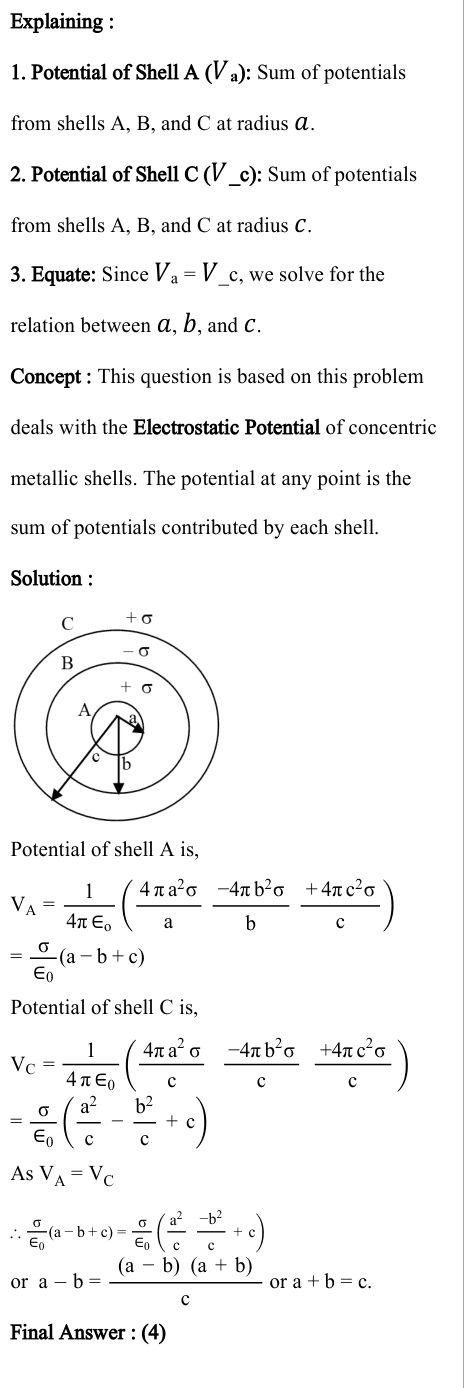 Explaining :
1. Potential of Shell A (Vₐ): Sum of potentials
from shells A, B, and C at radius a.
2. Potential of Shell C (V_c): Sum of potentials
from shells A, B, and C at radius c.
3. Equate: Since Vₐ = V_c, we solve for the
relation between a, b, and c.
Concept : This question is based on this problem
deals with the Electrostatic Potential of concentric
metallic shells. The potential at any point is the
sum of potentials contributed by each shell.
Solution :
C + σ
B − σ
+ σ
A a
c b
Potential of shell A is,
V_A = 1/(4π∈ₒ) (4πa²σ/a −4πb²σ/b +4πc²σ/c)
= σ/∈₀ (a − b + c)
Potential of shell C is,
V_C = 1/(4π∈₀) (4πa²σ/c −4πb²σ/c +4πc²σ/c)
= σ/∈₀ (a²/c − b²/c + c)
As V_A = V_C
∴ σ/∈₀ (a − b + c) = σ/∈₀ (a²/c −b²/c + c)
or a − b = (a − b) (a + b)/c or a + b = c.
Final Answer : (4)